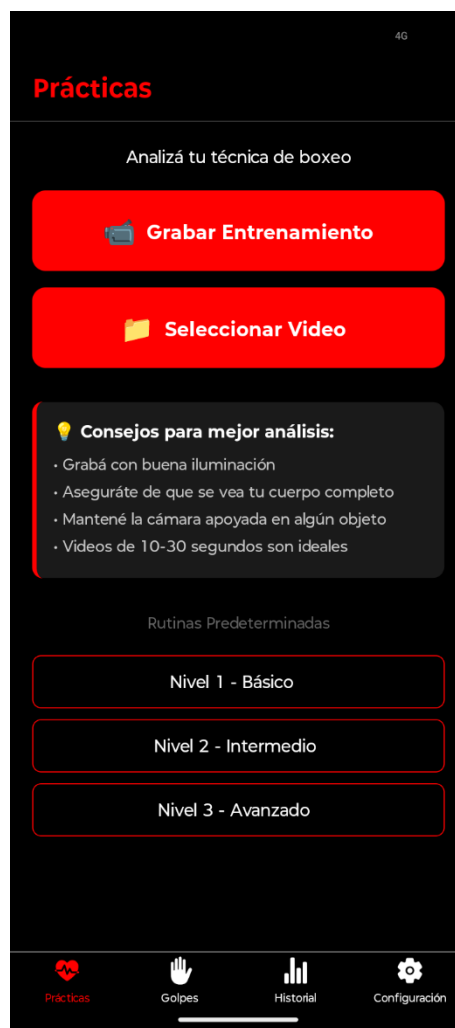 4G
Prácticas
Analizá tu técnica de boxeo
Grabar Entrenamiento
Seleccionar Video
Consejos para mejor análisis:
• Grabá con buena iluminación
• Aseguráte de que se vea tu cuerpo completo
• Mantené la cámara apoyada en algún objeto
• Videos de 10-30 segundos son ideales
Rutinas Predeterminadas
Nivel 1 - Básico
Nivel 2 - Intermedio
Nivel 3 - Avanzado
Prácticas
Golpes
Historial
Configuración